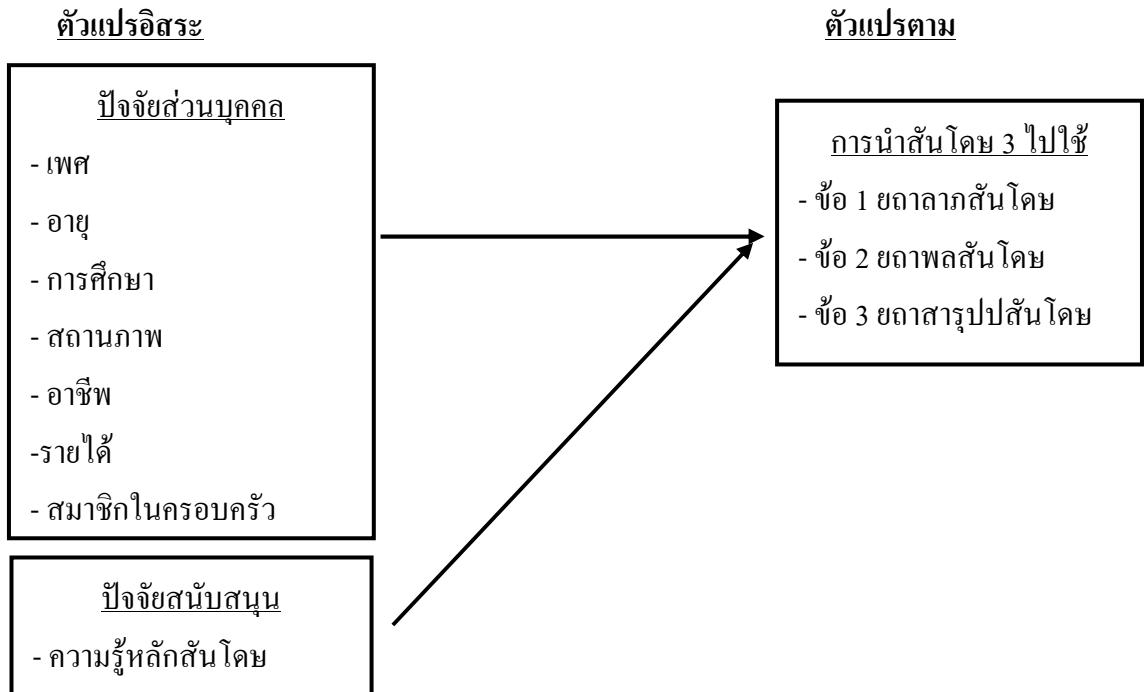 ตัวแปรอิสระ
ตัวแปรตาม
ปัจจัยส่วนบุคคล
- เพศ
- อายุ
- การศึกษา
- สถานภาพ
- อาชีพ
-รายได้
- สมาชิกในครอบครัว
ปัจจัยสนับสนุน
- ความรู้หลักสันโดษ
การนำสันโดษ 3 ไปใช้
- ข้อ 1 ยถาลาภสันโดษ
- ข้อ 2 ยถาพลสันโดษ
- ข้อ 3 ยถาสารุปปสันโดษ